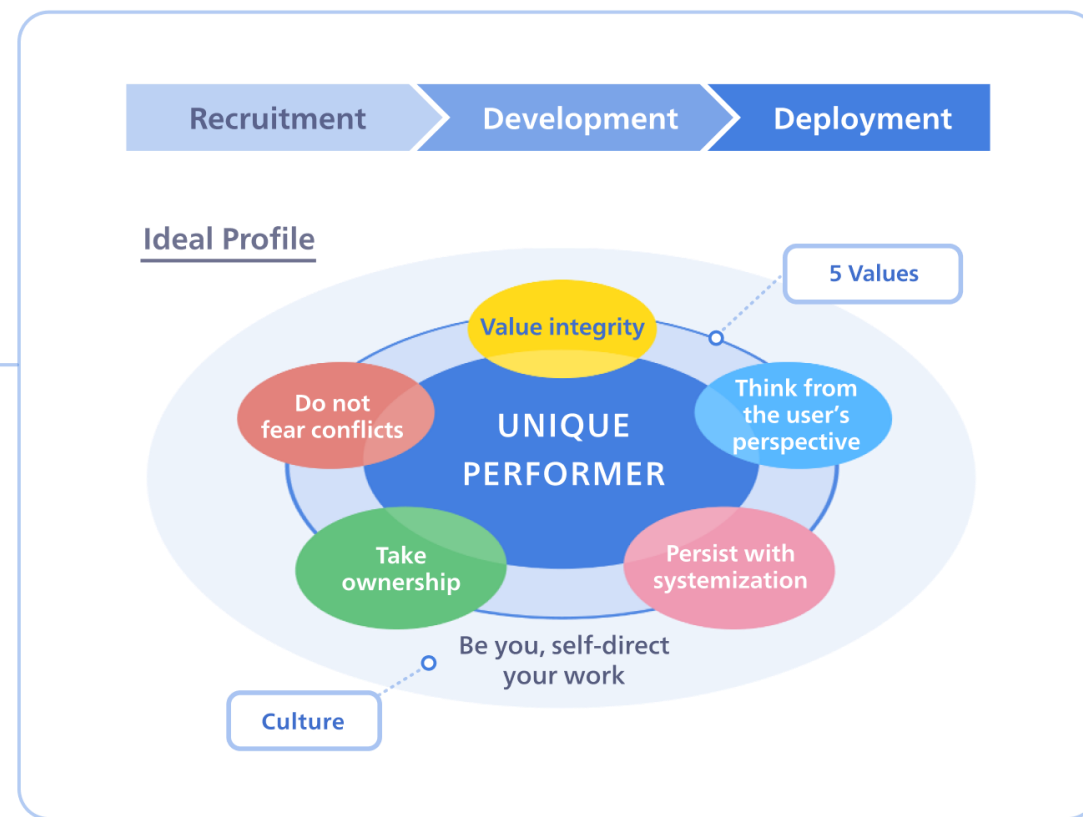 Recruitment
Development
Deployment
Ideal Profile
5 Values
Value integrity
Do not
fear conflicts
Think from
the user’s
perspective
UNIQUE
PERFORMER
Take
ownership
Persist with
systemization
Be you, self-direct
your work
Culture